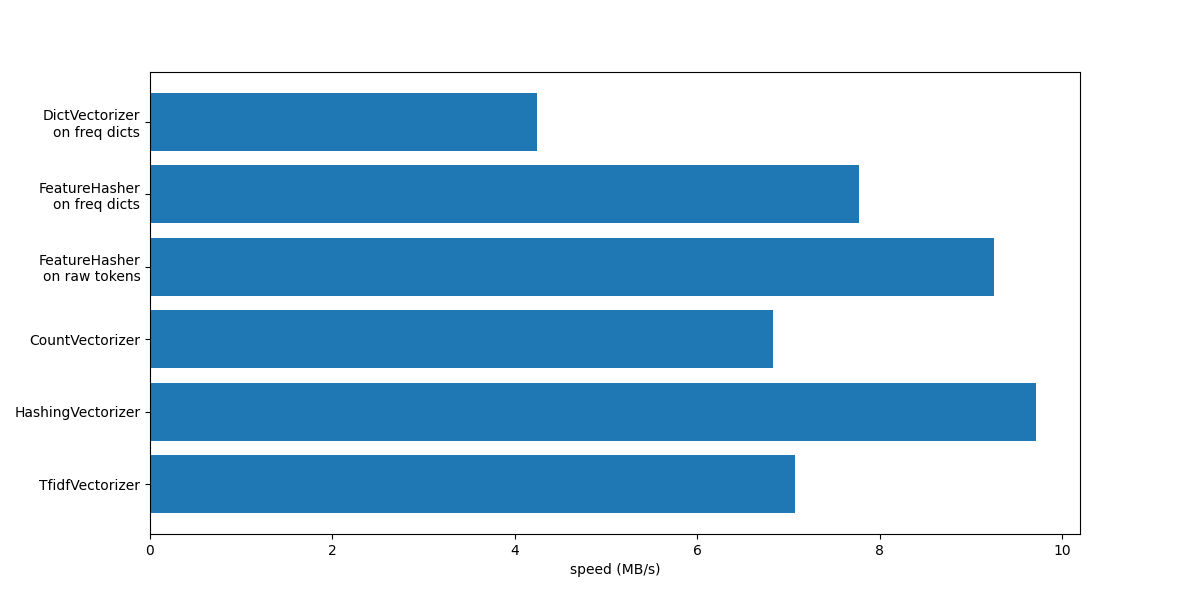 DictVectorizer
on freq dicts
FeatureHasher
on freq dicts
FeatureHasher
on raw tokens
CountVectorizer
HashingVectorizer
TfidfVectorizer
0 2 4 6 8 10
speed (MB/s)